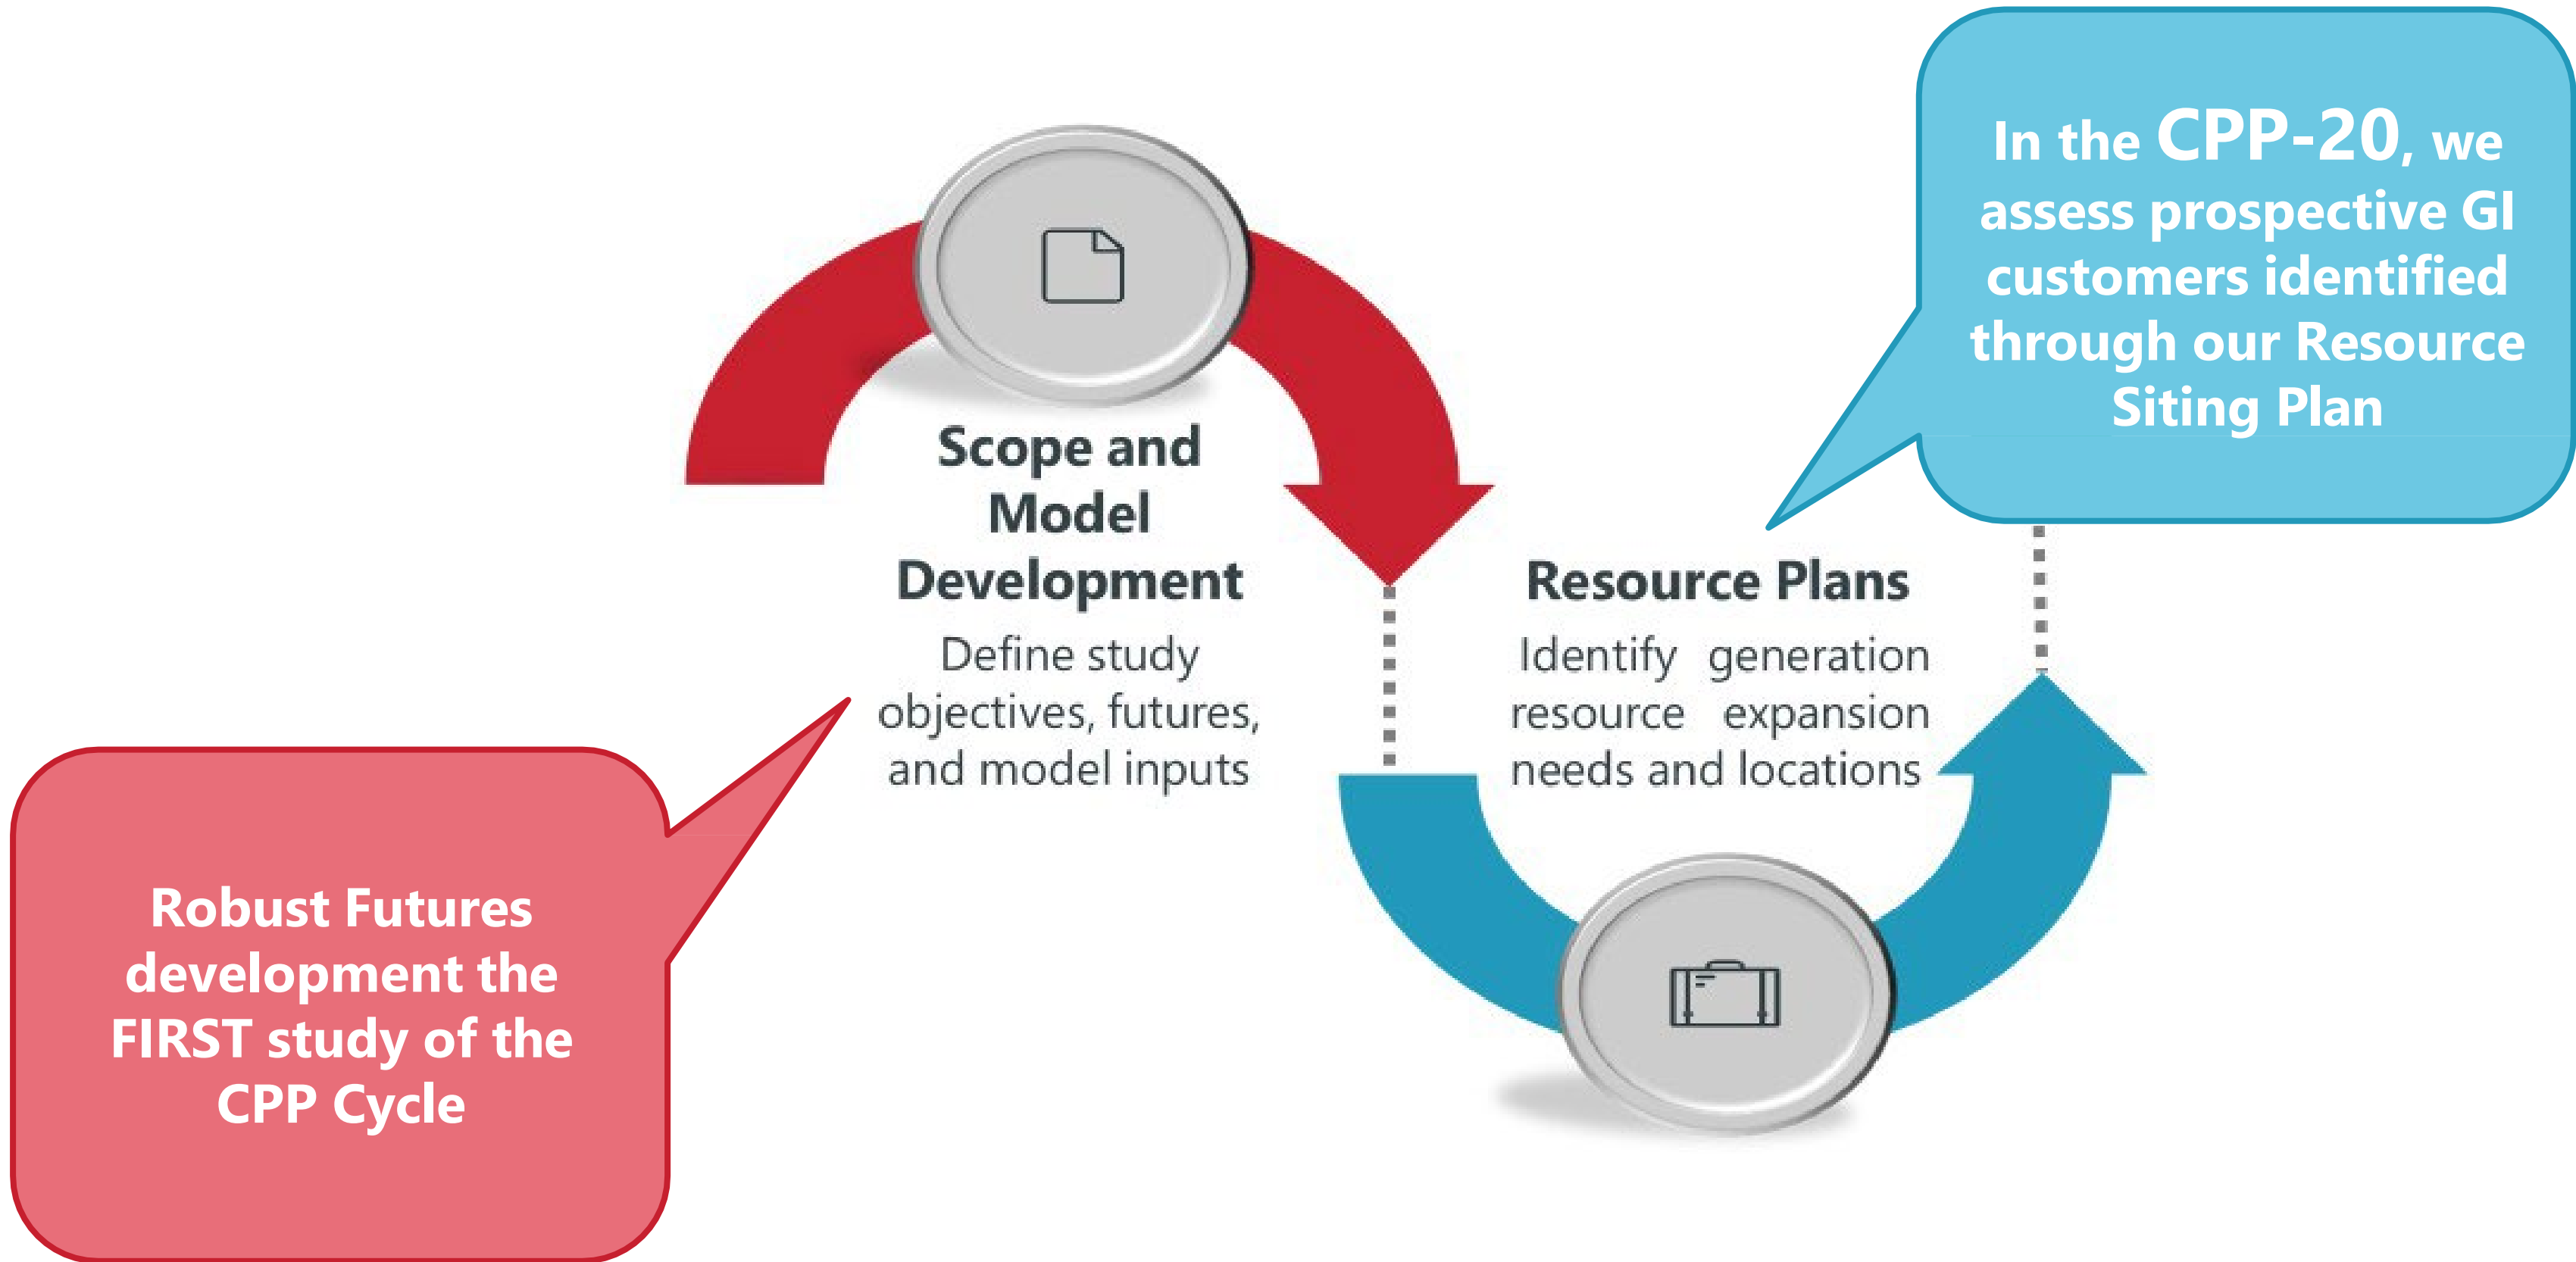 Scope and
Model
Development
Define study
objectives, futures,
and model inputs
Robust Futures
development the
FIRST study of the
CPP Cycle
In the CPP-20, we
assess prospective GI
customers identified
through our Resource
Siting Plan
Resource Plans
Identify generation
resource expansion
needs and locations